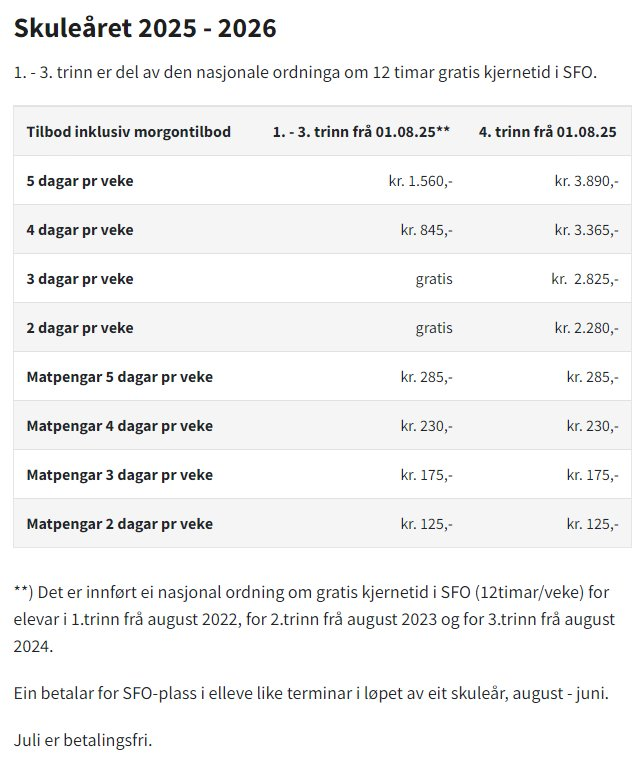 Skuleåret 2025 - 2026
1. - 3. trinn er del av den nasjonale ordninga om 12 timar gratis kjernetid i SFO.
Tilbod inklusiv morgontilbod 1. - 3. trinn frå 01.08.25** 4. trinn frå 01.08.25
5 dagar pr veke kr. 1.560,- kr. 3.890,-
4 dagar pr veke kr. 845,- kr. 3.365,-
3 dagar pr veke gratis kr. 2.825,-
2 dagar pr veke gratis kr. 2.280,-
Matpengar 5 dagar pr veke kr. 285,- kr. 285,-
Matpengar 4 dagar pr veke kr. 230,- kr. 230,-
Matpengar 3 dagar pr veke kr. 175,- kr. 175,-
Matpengar 2 dagar pr veke kr. 125,- kr. 125,-
**) Det er innført ei nasjonal ordning om gratis kjernetid i SFO (12timar/veke) for
elevar i 1.trinn frå august 2022, for 2.trinn frå august 2023 og for 3.trinn frå august
2024.
Ein betalar for SFO-plass i elleve like terminar i løpet av eit skuleår, august - juni.
Juli er betalingsfri.